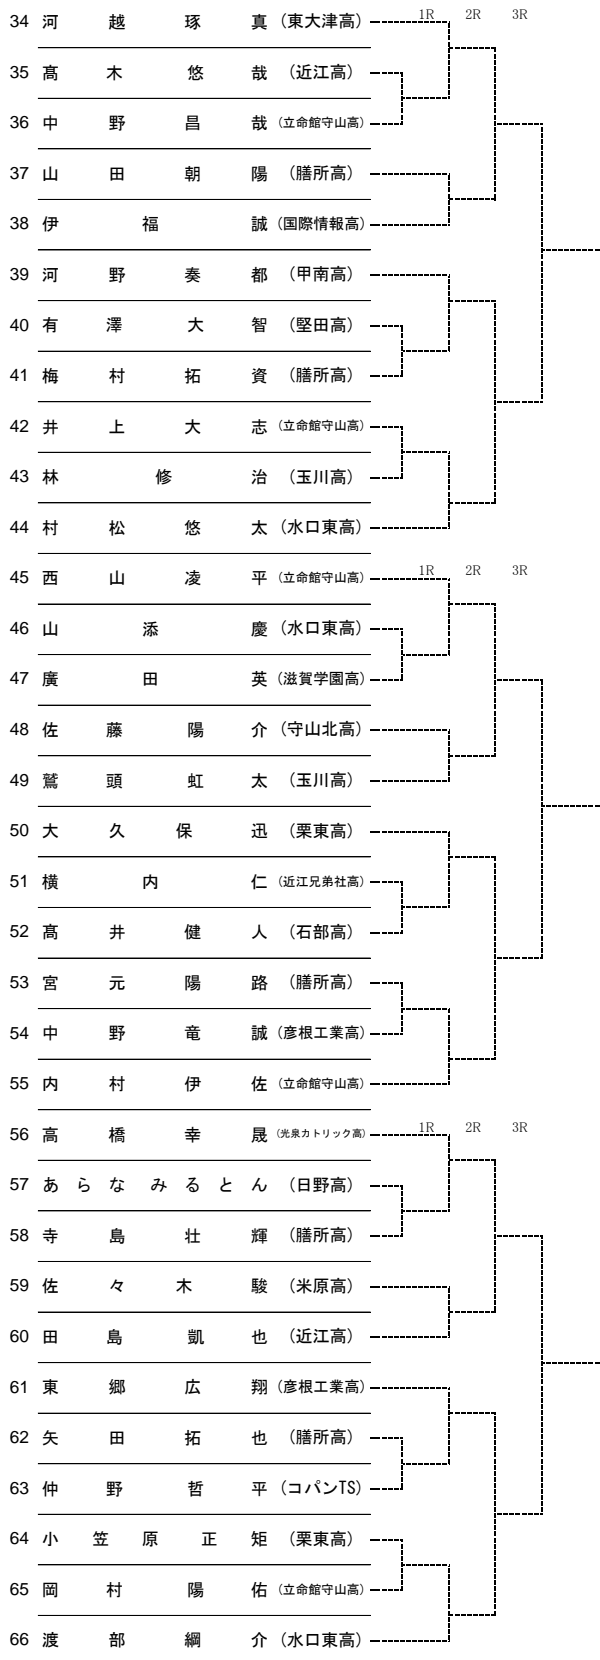 1R 2R 3R
34 河越琢真 (東大津高)
35 髙木悠哉 (近江高)
36 中野昌哉 (立命館守山高)
37 山田朝陽 (膳所高)
38 伊福誠 (国際情報高)
39 河野奏都 (甲南高)
40 有澤大智 (堅田高)
41 梅村拓資 (膳所高)
42 井上大志 (立命館守山高)
43 林修治 (玉川高)
44 村松悠太 (水口東高)
1R 2R 3R
45 西山凌平 (立命館守山高)
46 山添慶 (水口東高)
47 廣田英 (滋賀学園高)
48 佐藤陽介 (守山北高)
49 鷲頭虹太 (玉川高)
50 大久保迅 (栗東高)
51 横内仁 (近江兄弟社高)
52 髙井健人 (石部高)
53 宮元陽路 (膳所高)
54 中野竜誠 (彦根工業高)
55 内村伊佐 (立命館守山高)
1R 2R 3R
56 高橋幸晟 (光泉カトリック高)
57 あらなみるとん (日野高)
58 寺島壮輝 (膳所高)
59 佐々木駿 (米原高)
60 田島凱也 (近江高)
61 東郷広翔 (彦根工業高)
62 矢田拓也 (膳所高)
63 仲野哲平 (コパンTS)
64 小笠原正矩 (栗東高)
65 岡村陽佑 (立命館守山高)
66 渡部綱介 (水口東高)